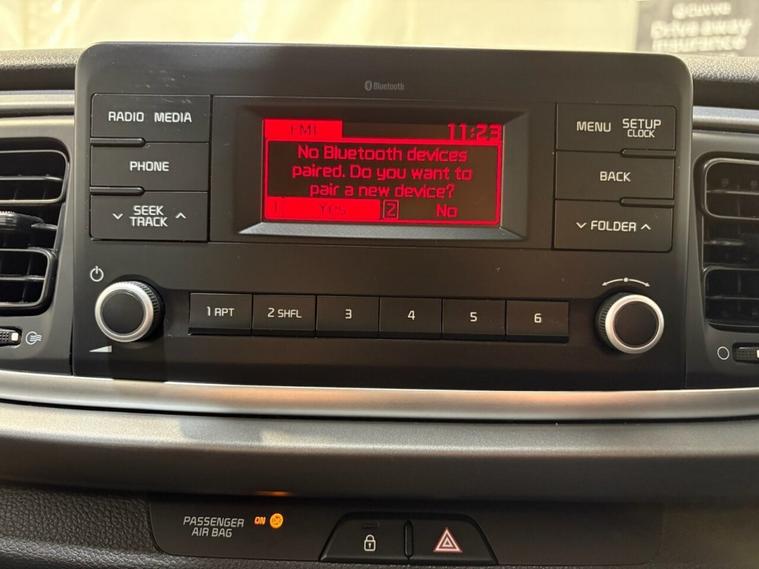 Drive away
Insurance
Bluetooth
RADIO MEDIA
PHONE
SEEK
TRACK
FM1 11:23
No Bluetooth devices
paired. Do you want to
pair a new device?
1 Yes 2 No
MENU SETUP
CLOCK
BACK
FOLDER
1 RPT 2 SHFL 3 4 5 6
PASSENGER
AIR BAG
ON